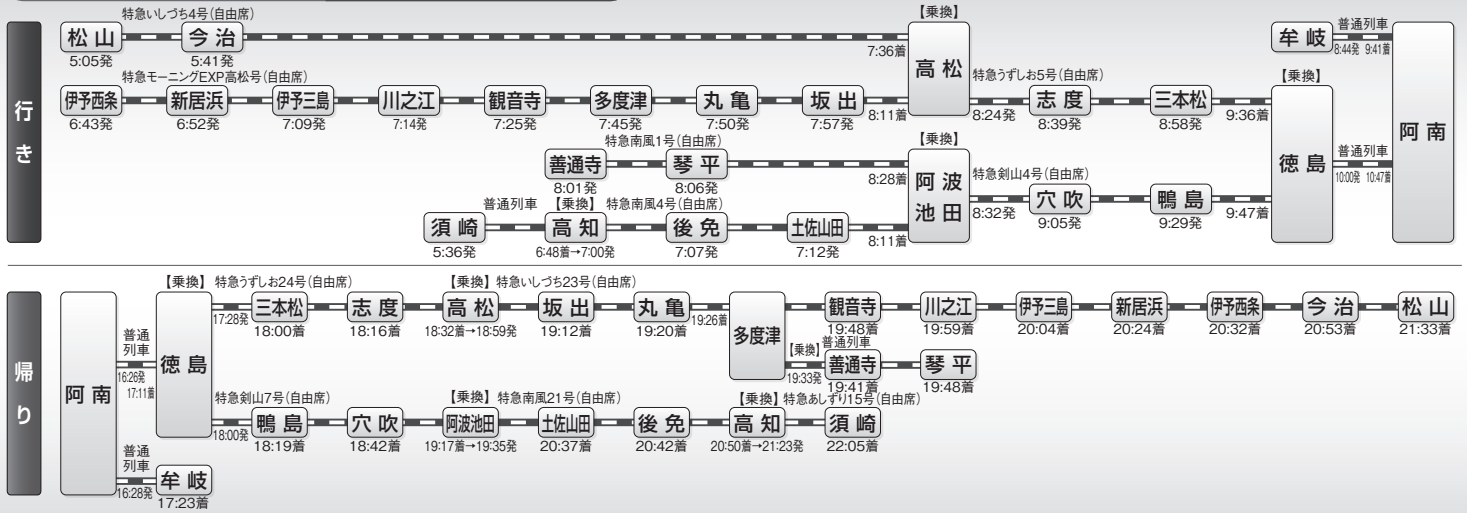 行き
特急いしづち4号(自由席)
松山 今治
5:05発 5:41発 7:36着
【乗換】
高松
特急モーニングEXP高松号(自由席)
伊予西条 新居浜 伊予三島 川之江 観音寺 多度津 丸亀 坂出
6:43発 6:52発 7:09発 7:14発 7:25発 7:45発 7:50発 7:57発 8:11着
特急うずしお5号(自由席)
志度 三本松
8:24発 8:39発 8:58発 9:36着
特急南風1号(自由席)
善通寺 琴平
8:01発 8:06発 8:28着
【乗換】
阿波
池田
普通列車 【乗換】 特急南風4号(自由席)
須崎 高知 後免 土佐山田
5:36発 6:48着→7:00発 7:07発 7:12発 8:11着
特急剣山4号(自由席)
穴吹 鴨島
8:32発 9:05発 9:29発 9:47着
【乗換】
徳島
普通列車
牟岐
8:44発 9:41着
普通列車
10:00発 10:47着
阿南
帰り
阿南
普通
列車
16:26発
17:11着
徳島
【乗換】 特急うずしお24号(自由席) 【乗換】 特急いしづち23号(自由席)
三本松 志度 高松 坂出 丸亀
17:28発 18:00着 18:16着 18:32着→18:59発 19:12着 19:20着 19:26着
多度津
観音寺 川之江 伊予三島 新居浜 伊予西条 今治 松山
19:48着 19:59着 20:04着 20:24着 20:32着 20:53着 21:33着
【乗換】 普通列車
善通寺 琴平
19:33発 19:41着 19:48着
特急剣山7号(自由席) 【乗換】 特急南風21号(自由席) 【乗換】 特急あしずり15号(自由席)
鴨島 穴吹 阿波池田 土佐山田 後免 高知 須崎
18:00発 18:19着 18:42着 19:17着→19:35発 20:37着 20:42着 20:50着→21:23発 22:05着
普通
列車
牟岐
16:28発 17:23着